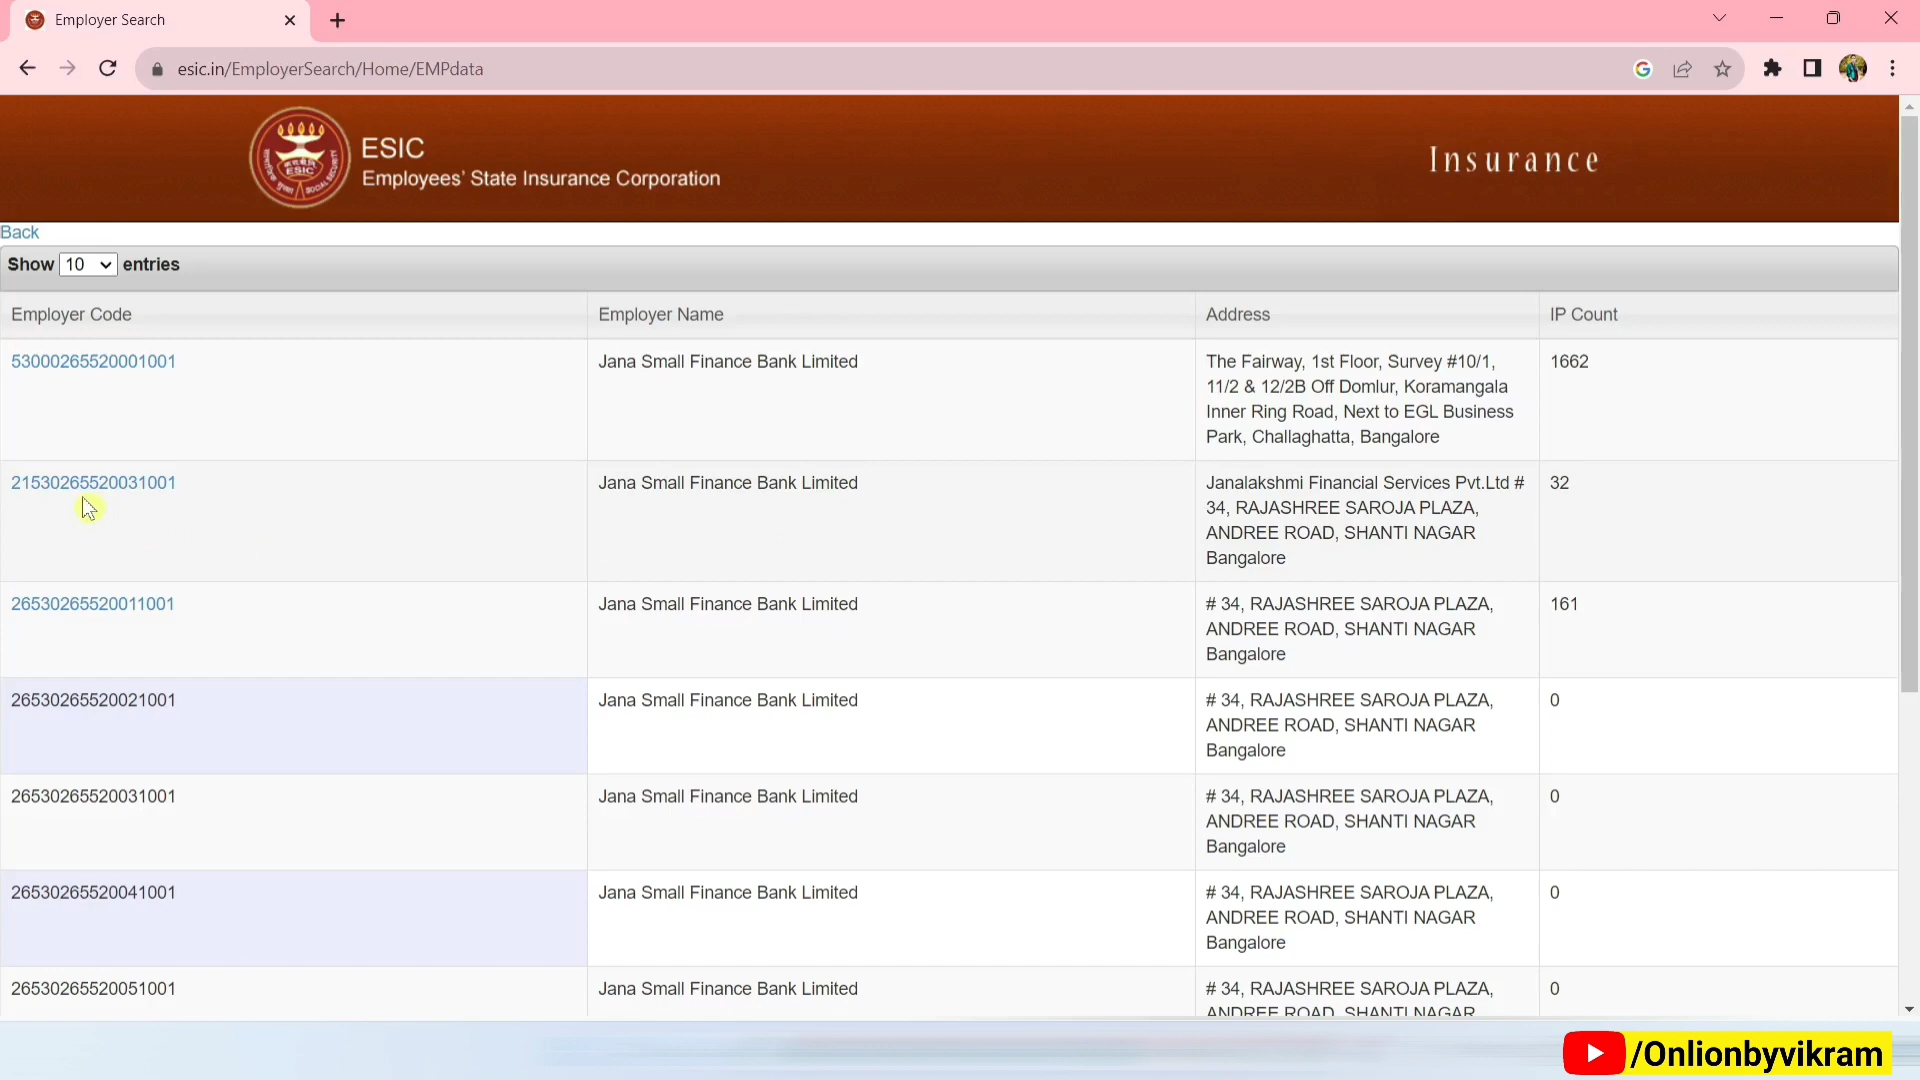 Employer Search
esic.in/EmployerSearch/Home/EMPdata
ESIC
Employees' State Insurance Corporation
Insurance
Back
Show 10 entries
Employer Code Employer Name Address IP Count
53000265520001001 Jana Small Finance Bank Limited The Fairway, 1st Floor, Survey #10/1, 1662
11/2 & 12/2B Off Domlur, Koramangala
Inner Ring Road, Next to EGL Business
Park, Challaghatta, Bangalore
21530265520031001 Jana Small Finance Bank Limited Janalakshmi Financial Services Pvt.Ltd # 32
34, RAJASHREE SAROJA PLAZA,
ANDREE ROAD, SHANTI NAGAR
Bangalore
26530265520011001 Jana Small Finance Bank Limited # 34, RAJASHREE SAROJA PLAZA, 161
ANDREE ROAD, SHANTI NAGAR
Bangalore
26530265520021001 Jana Small Finance Bank Limited # 34, RAJASHREE SAROJA PLAZA, 0
ANDREE ROAD, SHANTI NAGAR
Bangalore
26530265520031001 Jana Small Finance Bank Limited # 34, RAJASHREE SAROJA PLAZA, 0
ANDREE ROAD, SHANTI NAGAR
Bangalore
26530265520041001 Jana Small Finance Bank Limited # 34, RAJASHREE SAROJA PLAZA, 0
ANDREE ROAD, SHANTI NAGAR
Bangalore
26530265520051001 Jana Small Finance Bank Limited # 34, RAJASHREE SAROJA PLAZA, 0
ANDREE ROAD, SHANTI NAGAR
/Onlionbyvikram